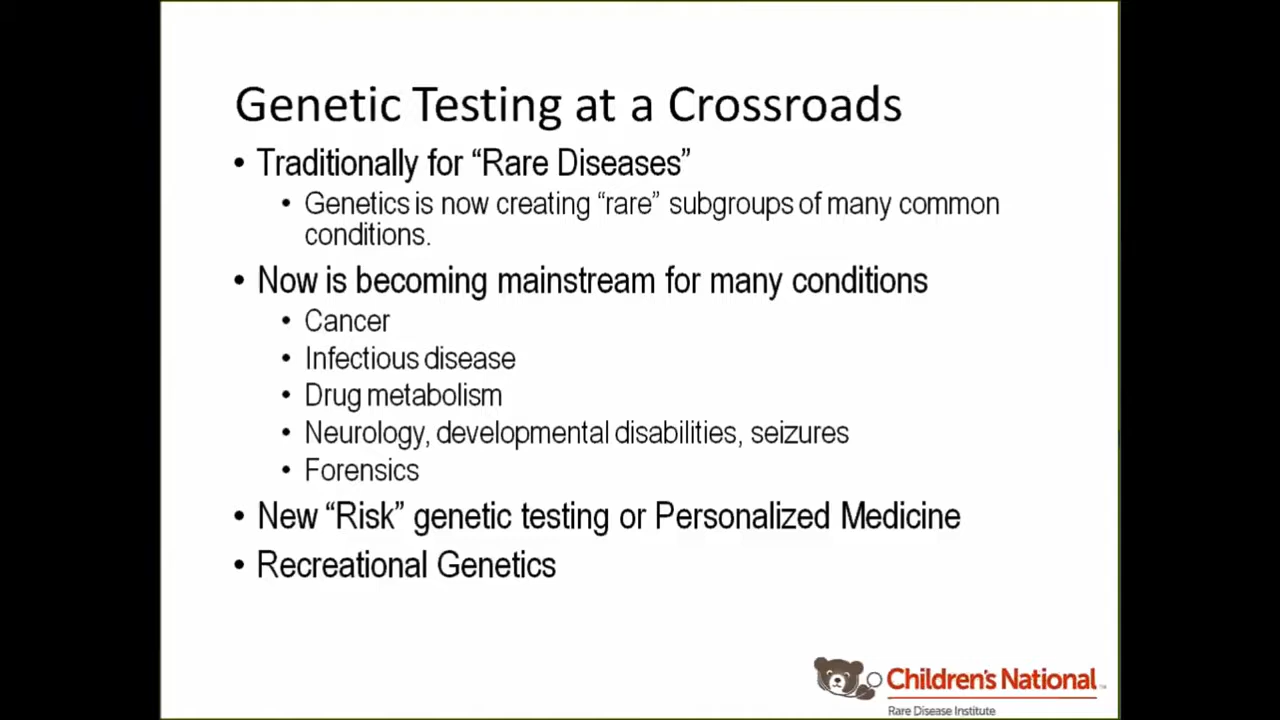 Genetic Testing at a Crossroads
• Traditionally for “Rare Diseases”
• Genetics is now creating “rare” subgroups of many common
conditions.
• Now is becoming mainstream for many conditions
• Cancer
• Infectious disease
• Drug metabolism
• Neurology, developmental disabilities, seizures
• Forensics
• New “Risk” genetic testing or Personalized Medicine
• Recreational Genetics
Children's National™
Rare Disease Institute